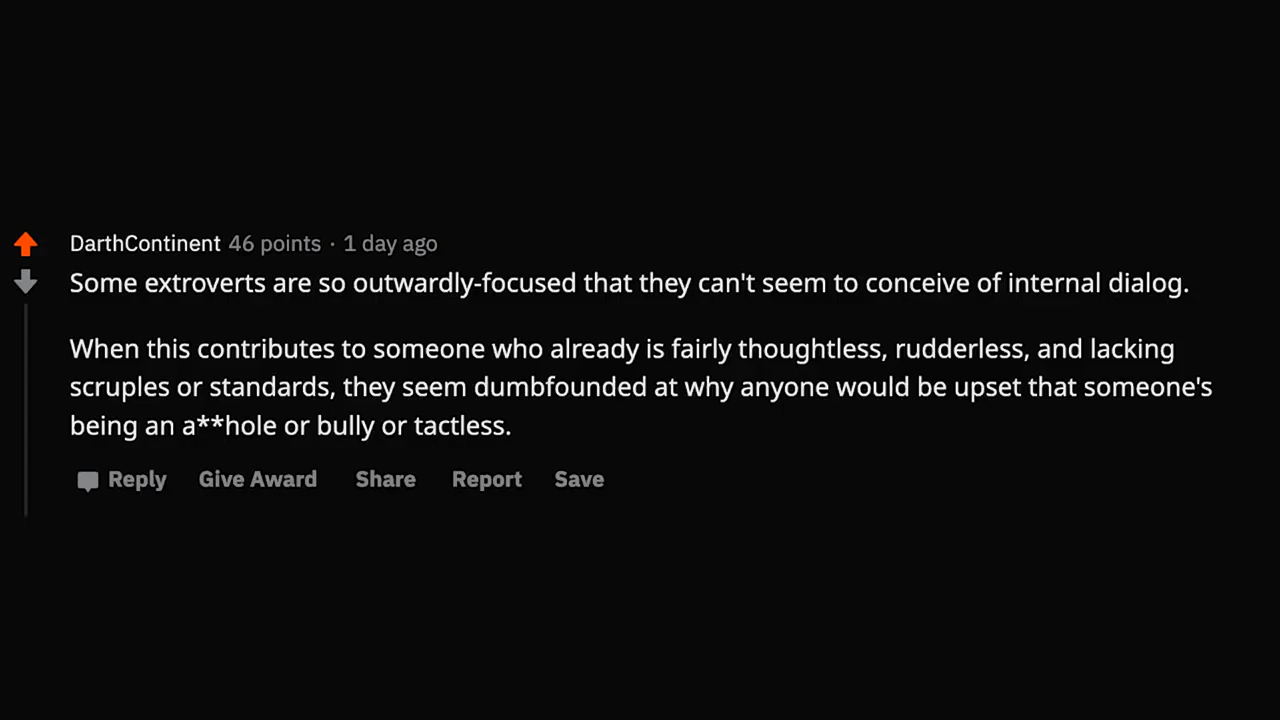 DarthContinent 46 points · 1 day ago
Some extroverts are so outwardly-focused that they can't seem to conceive of internal dialog.
When this contributes to someone who already is fairly thoughtless, rudderless, and lacking
scruples or standards, they seem dumbfounded at why anyone would be upset that someone's
being an a**hole or bully or tactless.
Reply Give Award Share Report Save